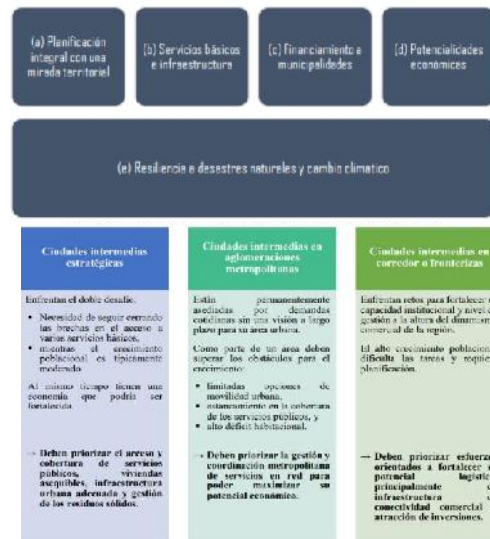 (a) Planificación
integral con una
mirada territorial
(b) Servicios básicos
e infraestructura
(c) Financiamiento a
municipalidades
(d) Potencialidades
económicas
(e) Resiliencia a desastres naturales y cambio climatico
Ciudades intermedias
estratégicas
Enfrentan el doble desafío.
▪ Necesidad de seguir cerrando
las brechas en el acceso a
varios servicios básicos,
▪ mientras el crecimiento
poblacional es típicamente
moderado
Al mismo tiempo tienen una
economía que podría ser
fortalecida.
→ Deben priorizar el acceso y
cobertura de servicios
públicos, viviendas
asequibles, infraestructura
urbana adecuada y gestión
de los residuos sólidos.
Ciudades intermedias en
aglomeraciones
metropolitanas
Están permanentemente
asediadas por demandas
cotidianas sin una visión a largo
plazo para su área urbana.
Como parte de un área deben
superar los obstáculos para el
crecimiento:
▪ limitadas opciones de
movilidad urbana,
▪ estancamiento en la cobertura
de los servicios públicos, y
▪ alto déficit habitacional.
→ Deben priorizar la gestión y
coordinación metropolitana
de servicios en red para
poder maximizar su
potencial económico.
Ciudades intermedias en
corredor o fronterizas
Enfrentan retos para fortalecer
capacidad institucional y nivel
gestión a la altura del dinamism
comercial de la región.
El alto crecimiento poblacion
dificulta las tareas y requie
planificación.
→ Deben priorizar esfuerz
orientados a fortalecer
potencial logístic
principalmente
infraestructura
conectividad comercial
atracción de inversiones.